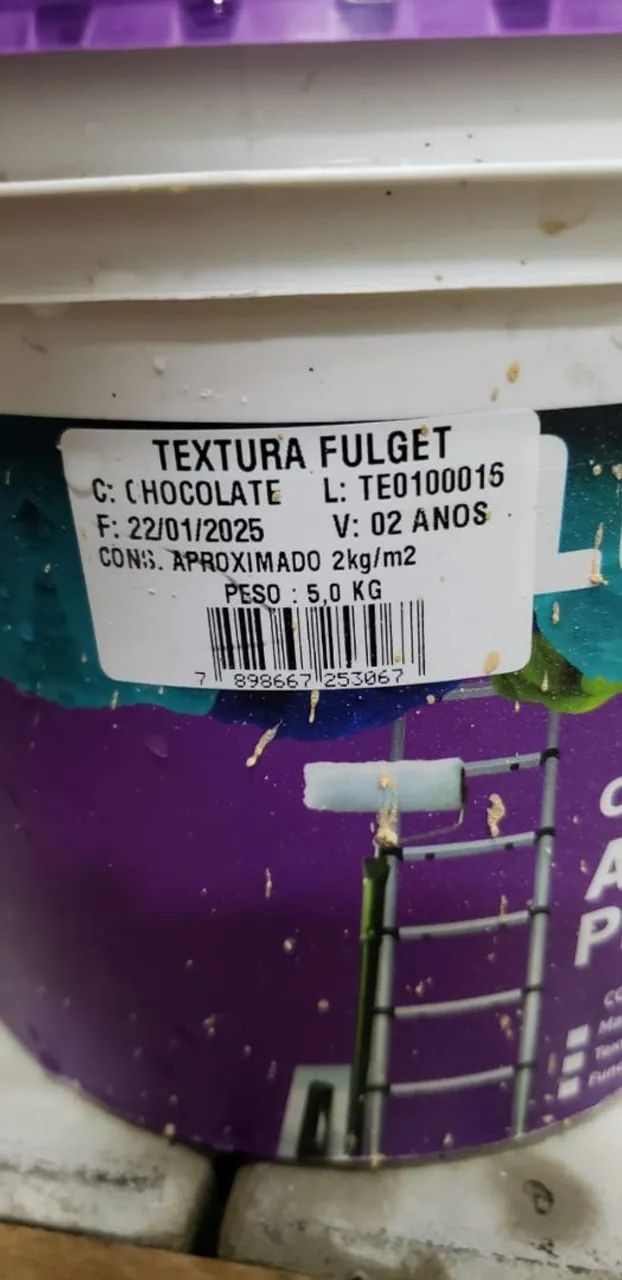 TEXTURA FULGET
C: CHOCOLATE L: TE0100016
F: 22/01/2025 V: 02 ANOS
CONS. APROXIMADO 2kg/m2
PESO : 5,0 KG
7 898667 253067